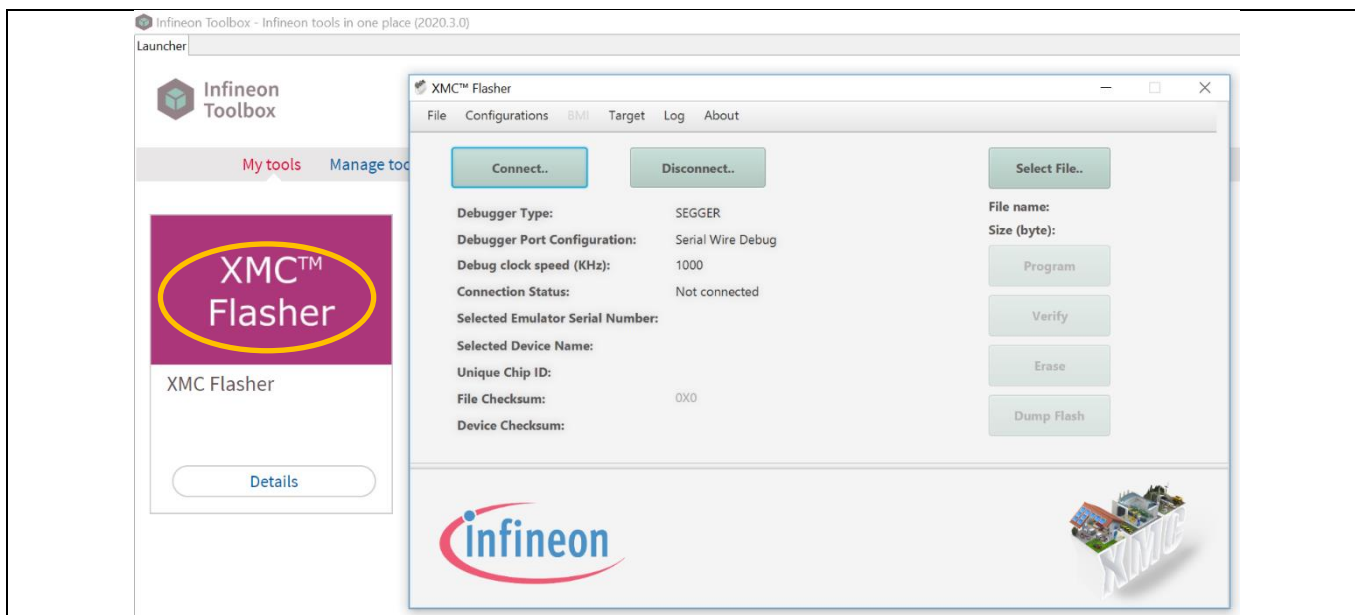 Infineon Toolbox - Infineon tools in one place (2020.3.0)
Launcher
Infineon
Toolbox
My tools Manage too
XMC™
Flasher
XMC Flasher
Details
XMC™ Flasher
File Configurations BMI Target Log About
Connect.. Disconnect.. Select File..
Debugger Type: SEGGER
Debugger Port Configuration: Serial Wire Debug
Debug clock speed (KHz): 1000
Connection Status: Not connected
Selected Emulator Serial Number:
Selected Device Name:
Unique Chip ID:
File Checksum: 0X0
Device Checksum:
File name:
Size (byte):
Program
Verify
Erase
Dump Flash
infineon
XMC